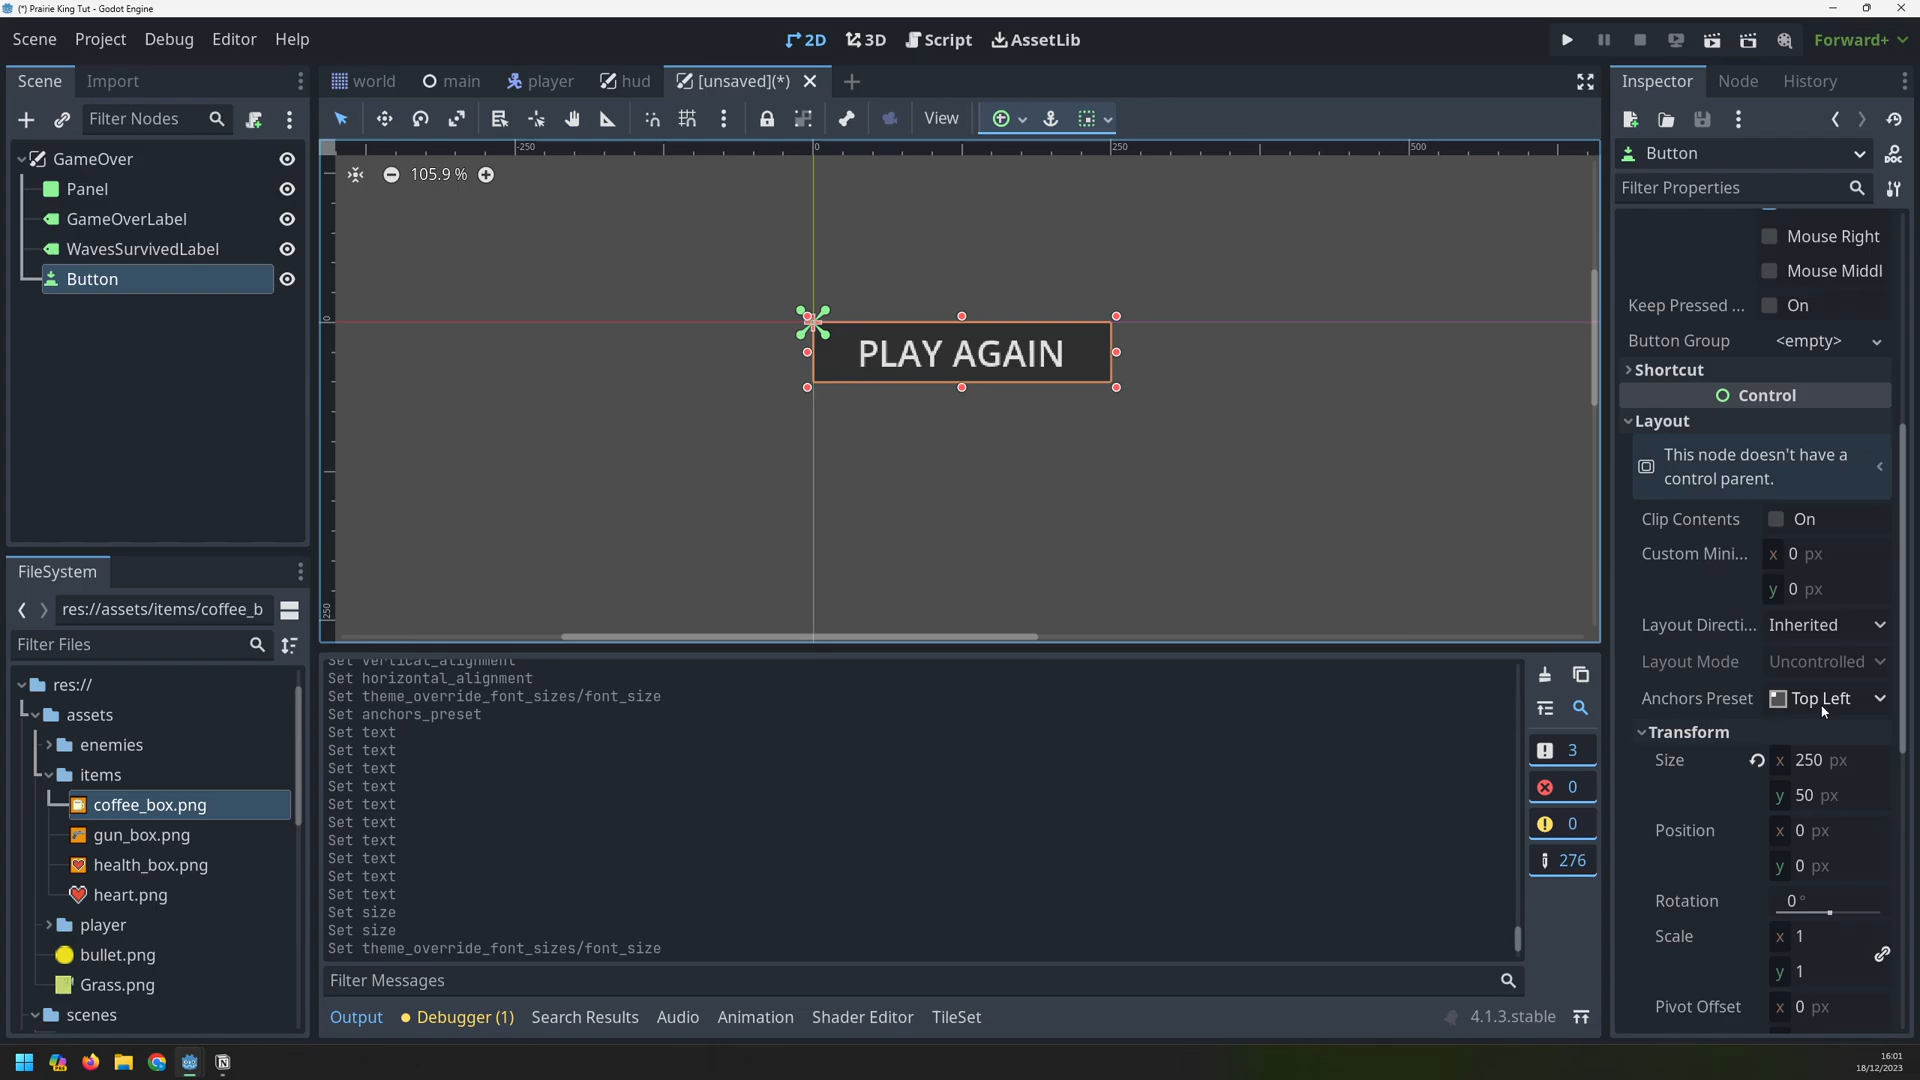 (*) Prairie King Tut - Godot Engine
Scene Project Debug Editor Help
2D 3D Script AssetLib
Forward+
Scene Import
world main player hud [unsaved](*)
Inspector Node History
Filter Nodes
View
GameOver
Panel
GameOverLabel
WavesSurvivedLabel
Button
-250 0 250 500
105.9 %
0
250
PLAY AGAIN
Button
Filter Properties
Mouse Right
Mouse Middl
Keep Pressed ... On
Button Group <empty>
Shortcut
Control
Layout
This node doesn't have a
control parent.
Clip Contents On
Custom Mini... x 0 px
y 0 px
Layout Directi... Inherited
Layout Mode Uncontrolled
Anchors Preset Top Left
Transform
Size x 250 px
y 50 px
Position x 0 px
y 0 px
Rotation 0 °
Scale x 1
y 1
Pivot Offset x 0 px
FileSystem
res://assets/items/coffee_b
Filter Files
res://
assets
enemies
items
coffee_box.png
gun_box.png
health_box.png
heart.png
player
bullet.png
Grass.png
scenes
Set vertical_alignment
Set horizontal_alignment
Set theme_override_font_sizes/font_size
Set anchors_preset
Set text
Set text
Set text
Set text
Set text
Set text
Set text
Set text
Set text
Set text
Set size
Set size
Set theme_override_font_sizes/font_size
3
0
0
276
Filter Messages
Output Debugger (1) Search Results Audio Animation Shader Editor TileSet
4.1.3.stable
16:01
18/12/2023